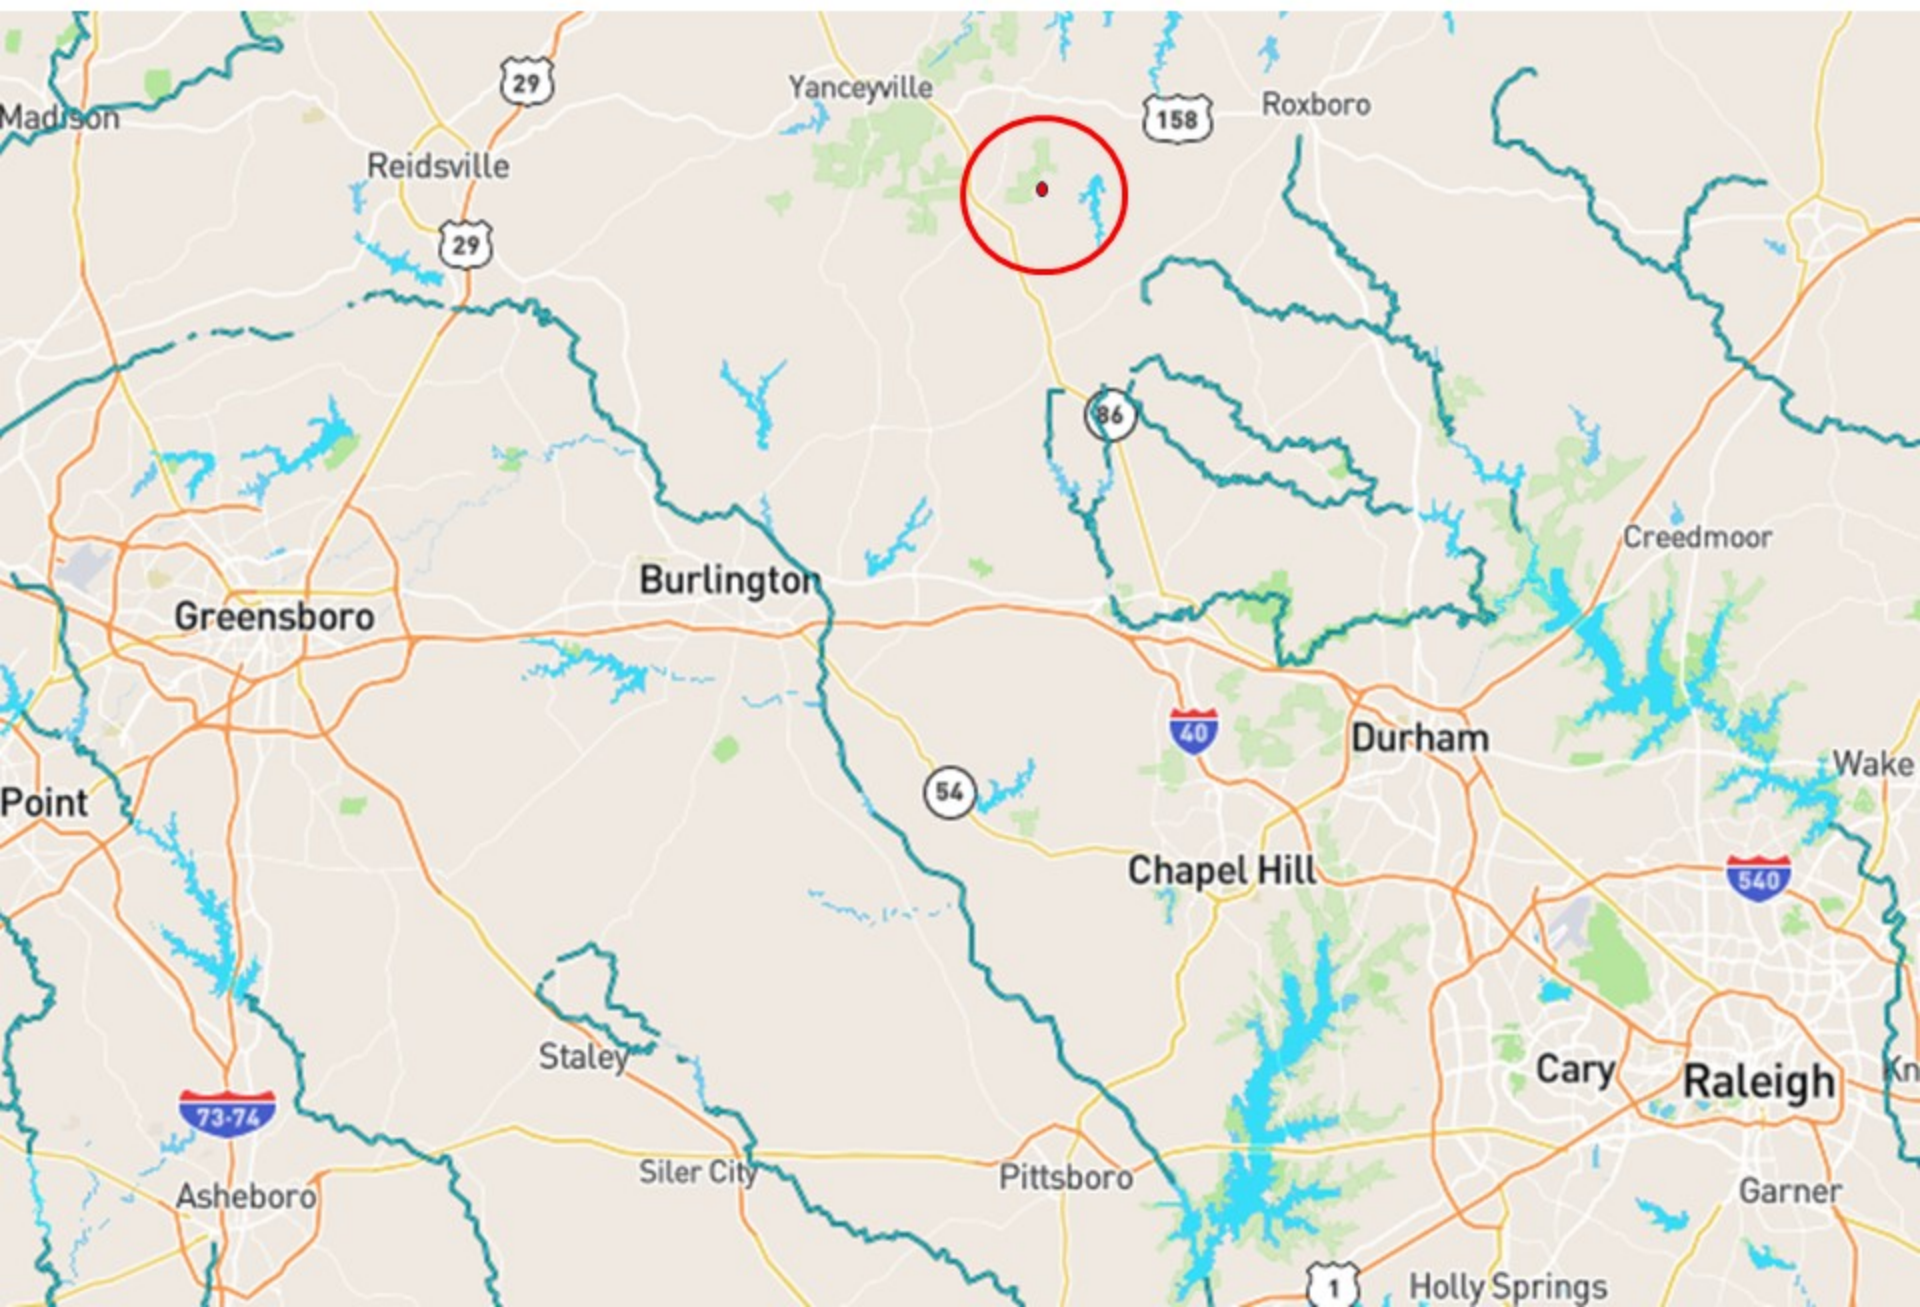 29
Yanceyville
Roxboro
Madison
158
Reidsville
29
86
Creedmoor
Burlington
Greensboro
40
Durham
Wake
54
Point
Chapel Hill
540
Staley
Cary
Raleigh
Kn
73-74
Siler City
Pittsboro
Asheboro
Garner
1
Holly Springs